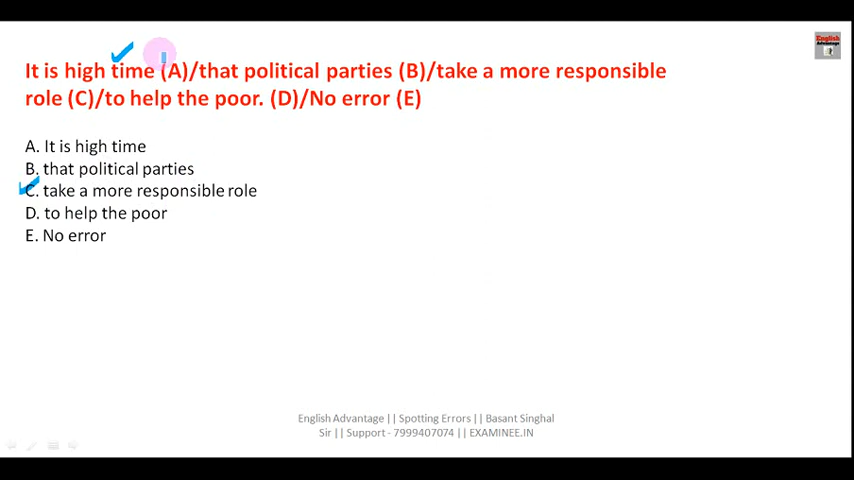 English
Advantage
It is high time (A)/that political parties (B)/take a more responsible
role (C)/to help the poor. (D)/No error (E)
A. It is high time
B. that political parties
C. take a more responsible role
D. to help the poor
E. No error
English Advantage || Spotting Errors || Basant Singhal
Sir || Support - 7999407074 || EXAMINEE.IN